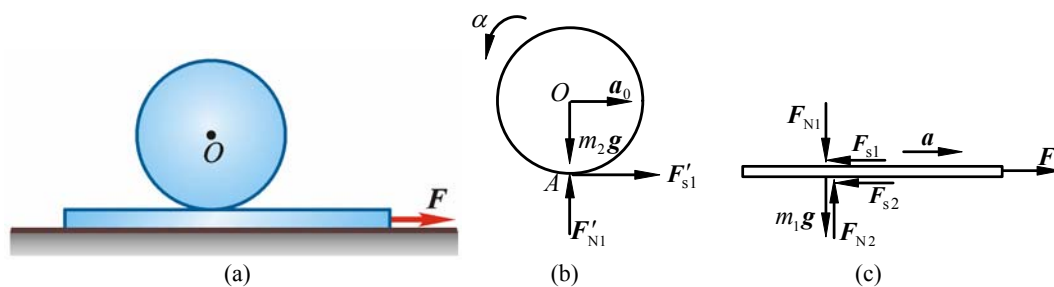 O
F
(a)
α
O
a₀
m₂g
A
F′s1
F′N1
(b)
FN1
Fs1
a
F
Fs2
m₁g
FN2
(c)